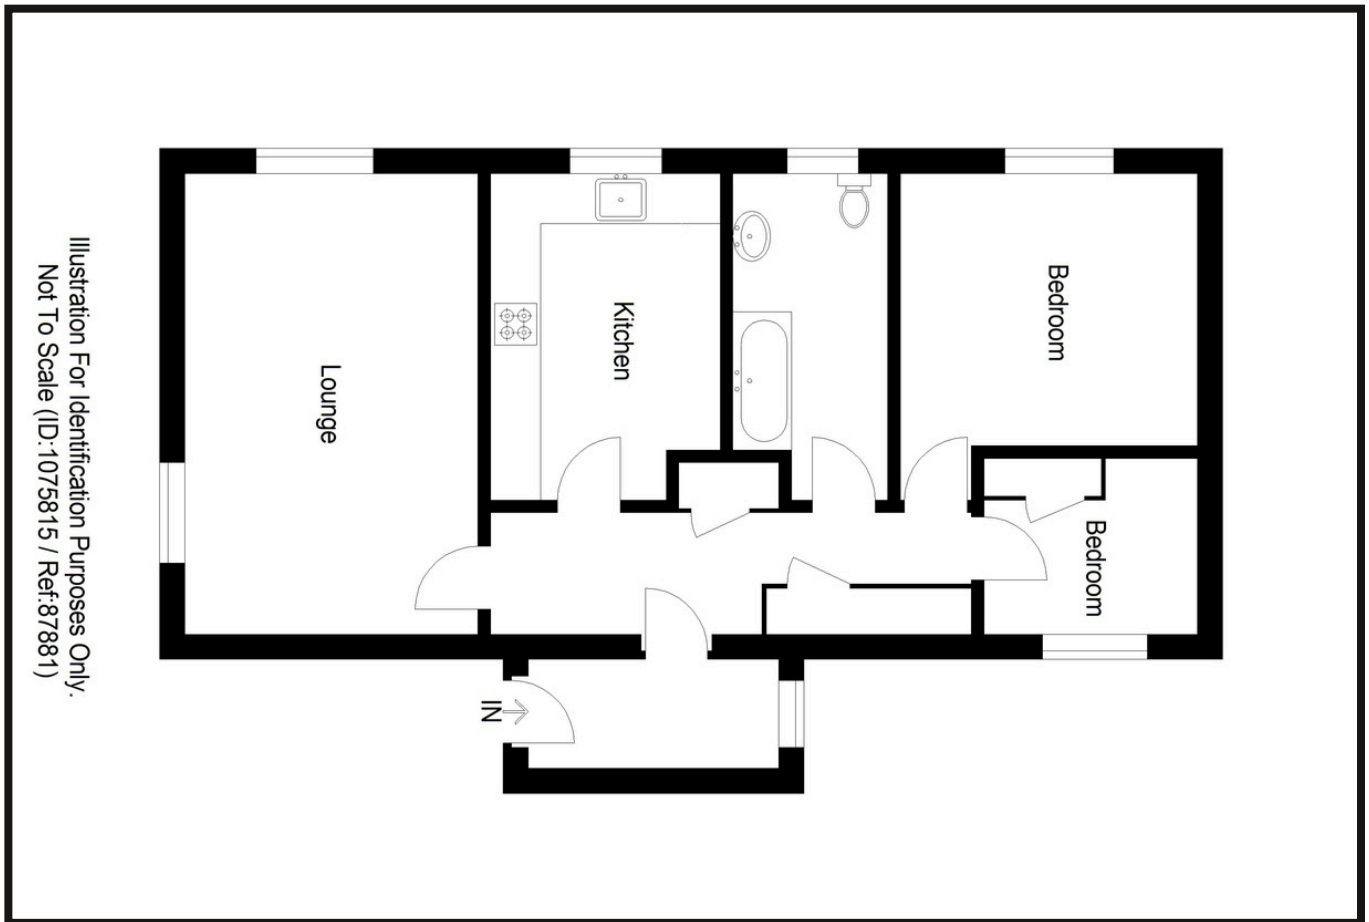 Lounge
Kitchen
Bedroom
Bedroom
IN
Illustration For Identification Purposes Only.
Not To Scale (ID:1075815 / Ref:87881)